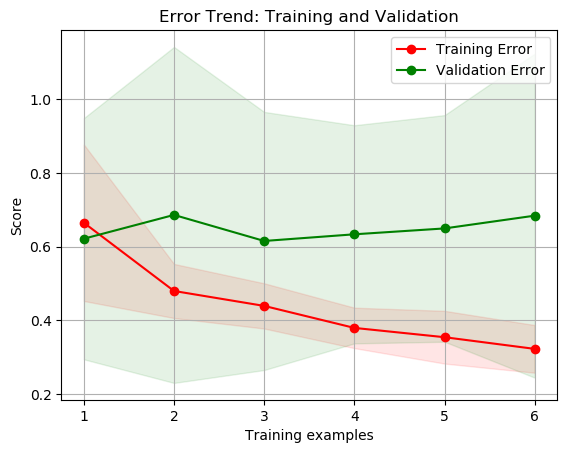 Error Trend: Training and Validation
Training Error
Validation Error
Score
1.0
0.8
0.6
0.4
0.2
1 2 3 4 5 6
Training examples